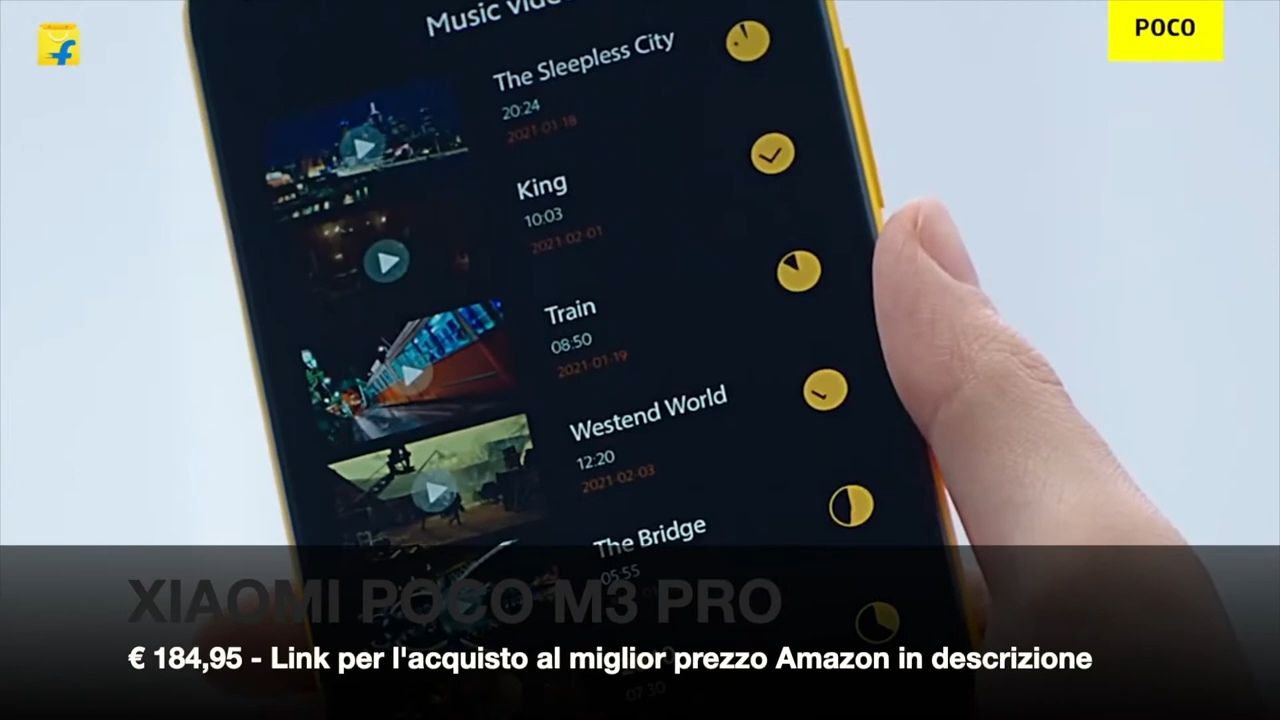 POCO
Music
The Sleepless City
20:24
2021-01-18
King
10:03
2021-02-01
Train
08:50
2021-01-19
Westend World
12:20
2021-02-03
The Bridge
05:55
XIAOMI POCO M3 PRO
€ 184,95 - Link per l'acquisto al miglior prezzo Amazon in descrizione
07:30